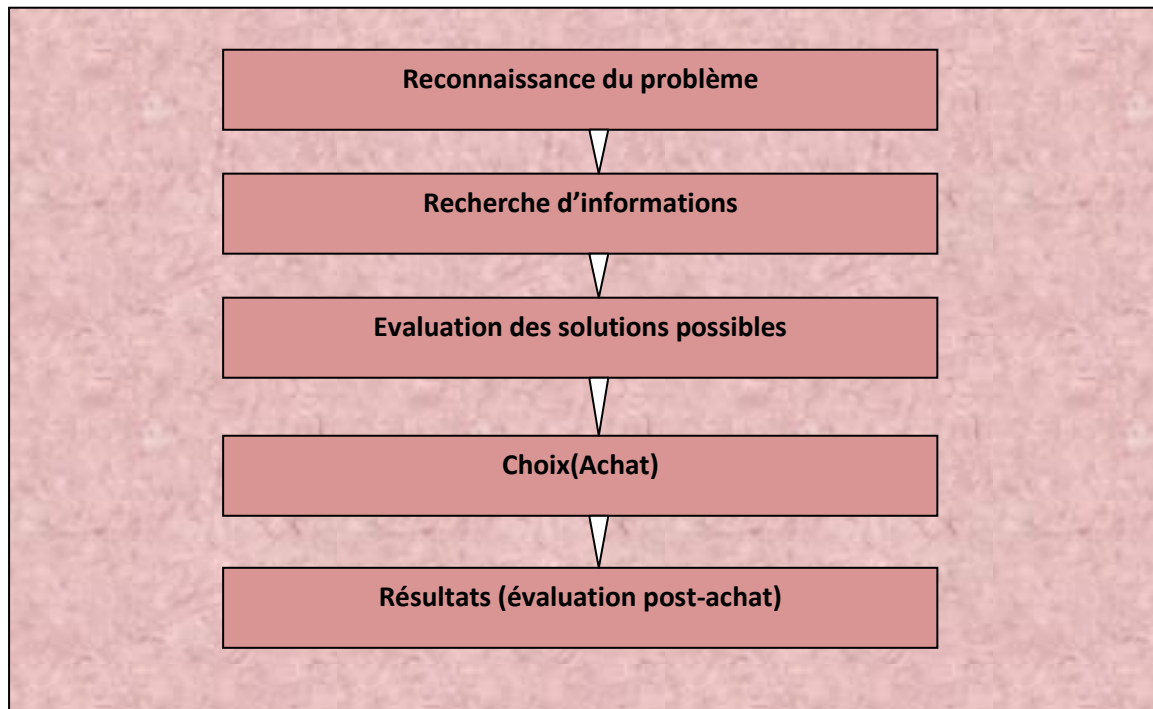 Reconnaissance du problème
Recherche d’informations
Evaluation des solutions possibles
Choix(Achat)
Résultats (évaluation post-achat)